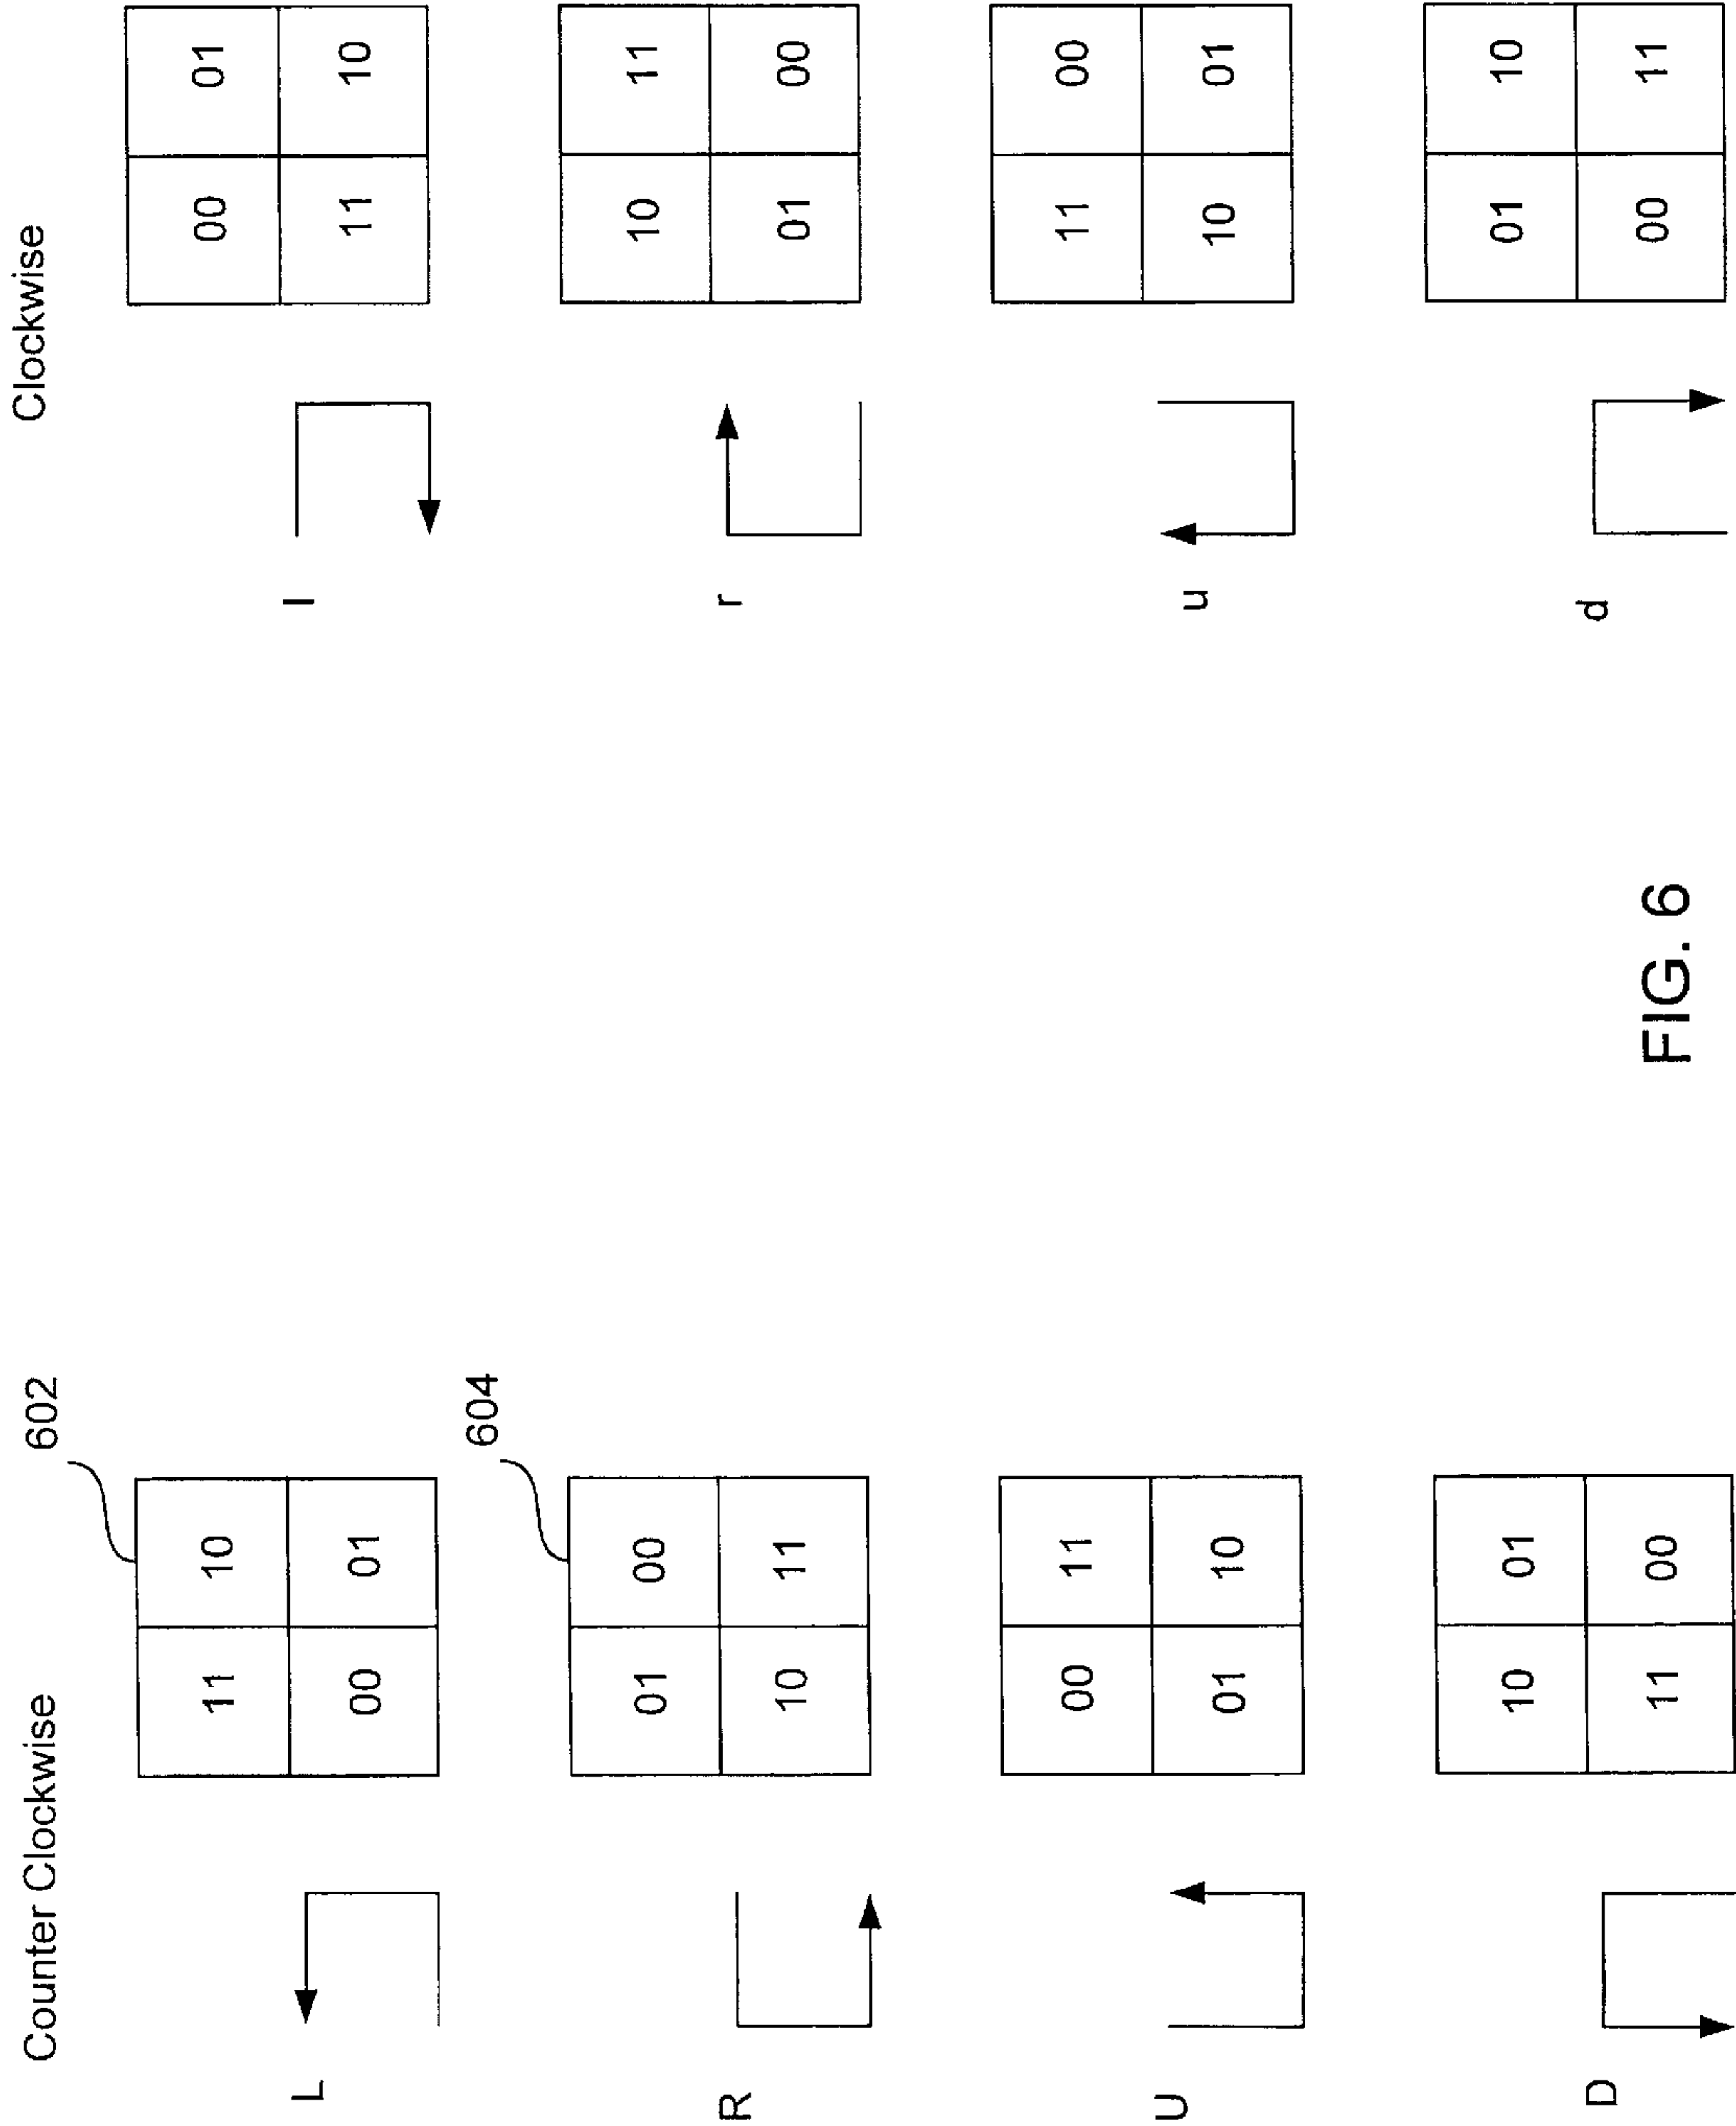 Counter Clockwise
602
L
11 10
00 01
604
R
01 00
10 11
U
00 11
01 10
D
10 01
11 00
Clockwise
l
00 01
11 10
r
10 11
01 00
u
11 00
10 01
d
01 10
00 11
FIG. 6